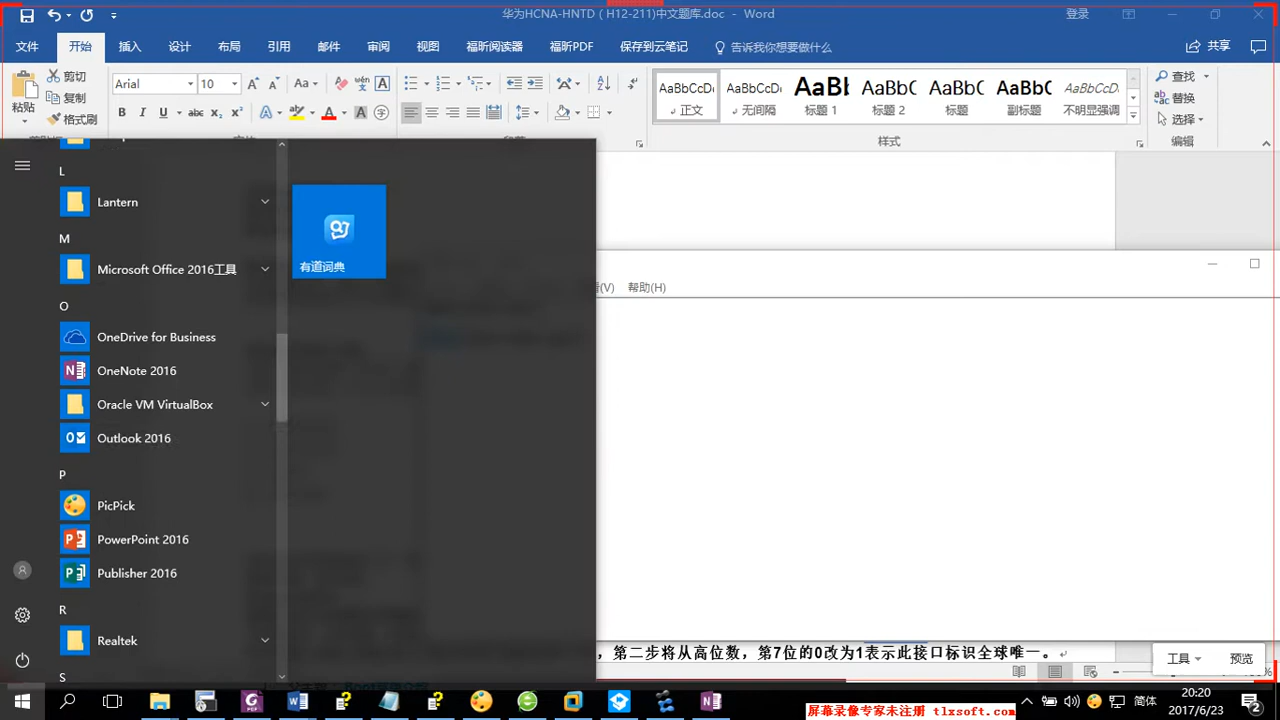 华为HCNA-HNTD ( H12-211)中文题库.doc - Word
登录
文件 开始 插入 设计 布局 引用 邮件 审阅 视图 福昕阅读器 福昕PDF 保存到云笔记 告诉我你想要做什么 共享
粘贴
剪切
复制
格式刷
Arial 10
段落
AaBbCcDd 正文
AaBbCcDd 无间隔
AaBb 标题 1
AaBbC 标题 2
AaBbC 标题
AaBbC 副标题
AaBbCcDd 不明显强调
样式
查找
替换
选择
编辑
L
Lantern
M
Microsoft Office 2016工具
O
OneDrive for Business
OneNote 2016
Oracle VM VirtualBox
Outlook 2016
P
PicPick
PowerPoint 2016
Publisher 2016
R
Realtek
S
有道词典
(V) 帮助(H)
，第二步将从高位数，第7位的0改为1表示此接口标识全球唯一。
工具 预览
简体
20:20
2017/6/23
2
屏幕录像专家未注册 tlxsoft.com